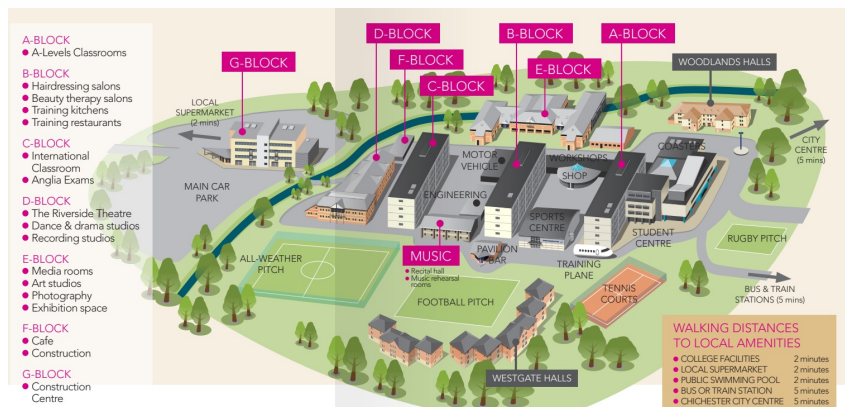 A-BLOCK
A-Levels Classrooms
B-BLOCK
Hairdressing salons
Beauty therapy salons
Training kitchens
Training restaurants
C-BLOCK
International
Classroom
Anglia Exams
D-BLOCK
The Riverside Theatre
Dance & drama studios
Recording studios
E-BLOCK
Media rooms
Art studios
Photography
Exhibition space
F-BLOCK
Cafe
Construction
G-BLOCK
Construction
Centre
D-BLOCK
B-BLOCK
A-BLOCK
G-BLOCK
F-BLOCK
E-BLOCK
WOODLANDS HALLS
C-BLOCK
LOCAL
SUPERMARKET
(2 mins)
CITY
CENTRE
(5 mins)
MOTOR
VEHICLE
WORKSHOPS
COASTERS
SHOP
MAIN CAR
PARK
ENGINEERING
SPORTS
CENTRE
STUDENT
CENTRE
RUGBY PITCH
MUSIC
Recital hall
Music rehearsal
rooms
PAVILION
BAR
TRAINING
PLANE
ALL-WEATHER
PITCH
FOOTBALL PITCH
TENNIS
COURTS
BUS & TRAIN
STATIONS (5 mins)
WESTGATE HALLS
WALKING DISTANCES
TO LOCAL AMENITIES
COLLEGE FACILITIES 2 minutes
LOCAL SUPERMARKET 2 minutes
PUBLIC SWIMMING POOL 2 minutes
BUS OR TRAIN STATION 5 minutes
CHICHESTER CITY CENTRE 5 minutes